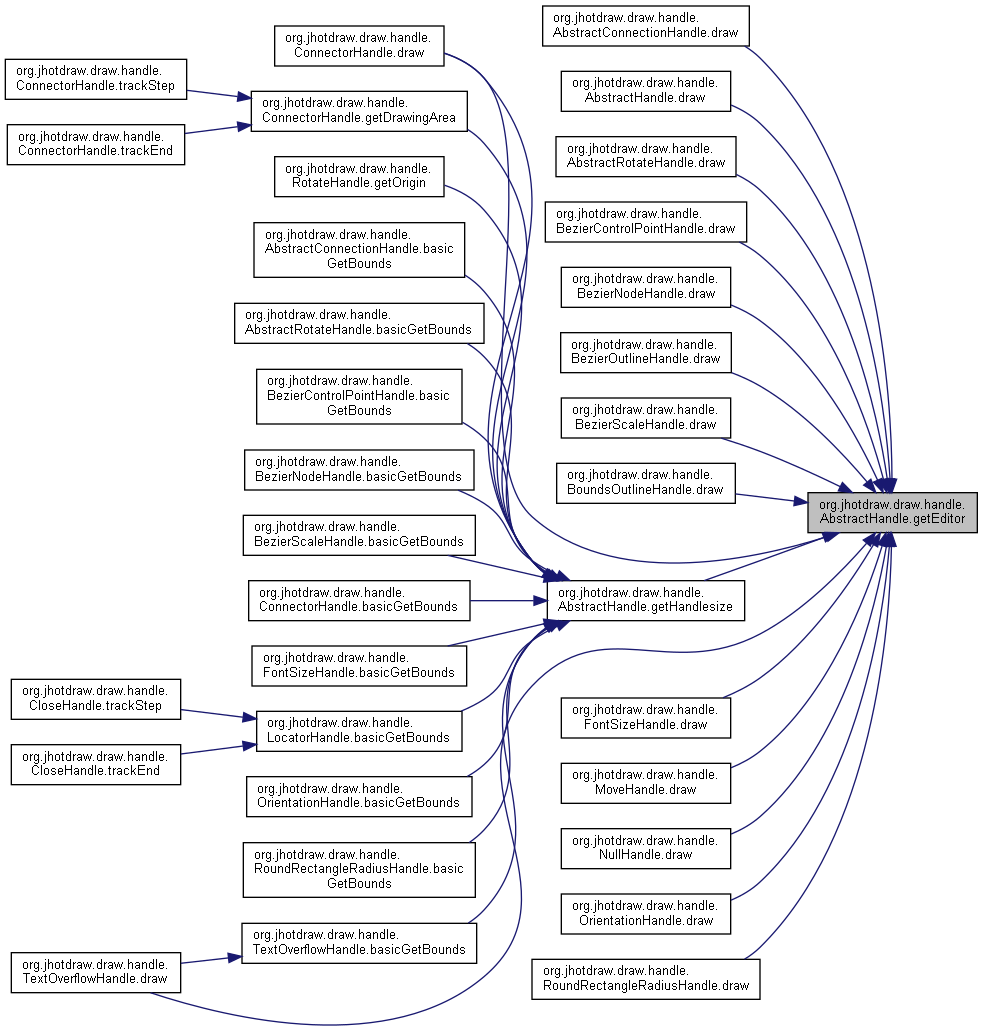 org.jhotdraw.draw.handle.
ConnectorHandle.trackStep
org.jhotdraw.draw.handle.
ConnectorHandle.trackEnd
org.jhotdraw.draw.handle.
CloseHandle.trackStep
org.jhotdraw.draw.handle.
CloseHandle.trackEnd
org.jhotdraw.draw.handle.
TextOverflowHandle.draw
org.jhotdraw.draw.handle.
ConnectorHandle.draw
org.jhotdraw.draw.handle.
ConnectorHandle.getDrawingArea
org.jhotdraw.draw.handle.
RotateHandle.getOrigin
org.jhotdraw.draw.handle.
AbstractConnectionHandle.basic
GetBounds
org.jhotdraw.draw.handle.
AbstractRotateHandle.basicGetBounds
org.jhotdraw.draw.handle.
BezierControlPointHandle.basic
GetBounds
org.jhotdraw.draw.handle.
BezierNodeHandle.basicGetBounds
org.jhotdraw.draw.handle.
BezierScaleHandle.basicGetBounds
org.jhotdraw.draw.handle.
ConnectorHandle.basicGetBounds
org.jhotdraw.draw.handle.
FontSizeHandle.basicGetBounds
org.jhotdraw.draw.handle.
LocatorHandle.basicGetBounds
org.jhotdraw.draw.handle.
OrientationHandle.basicGetBounds
org.jhotdraw.draw.handle.
RoundRectangleRadiusHandle.basic
GetBounds
org.jhotdraw.draw.handle.
TextOverflowHandle.basicGetBounds
org.jhotdraw.draw.handle.
AbstractConnectionHandle.draw
org.jhotdraw.draw.handle.
AbstractHandle.draw
org.jhotdraw.draw.handle.
AbstractRotateHandle.draw
org.jhotdraw.draw.handle.
BezierControlPointHandle.draw
org.jhotdraw.draw.handle.
BezierNodeHandle.draw
org.jhotdraw.draw.handle.
BezierOutlineHandle.draw
org.jhotdraw.draw.handle.
BezierScaleHandle.draw
org.jhotdraw.draw.handle.
BoundsOutlineHandle.draw
org.jhotdraw.draw.handle.
AbstractHandle.getHandlesize
org.jhotdraw.draw.handle.
FontSizeHandle.draw
org.jhotdraw.draw.handle.
MoveHandle.draw
org.jhotdraw.draw.handle.
NullHandle.draw
org.jhotdraw.draw.handle.
OrientationHandle.draw
org.jhotdraw.draw.handle.
RoundRectangleRadiusHandle.draw
org.jhotdraw.draw.handle.
AbstractHandle.getEditor